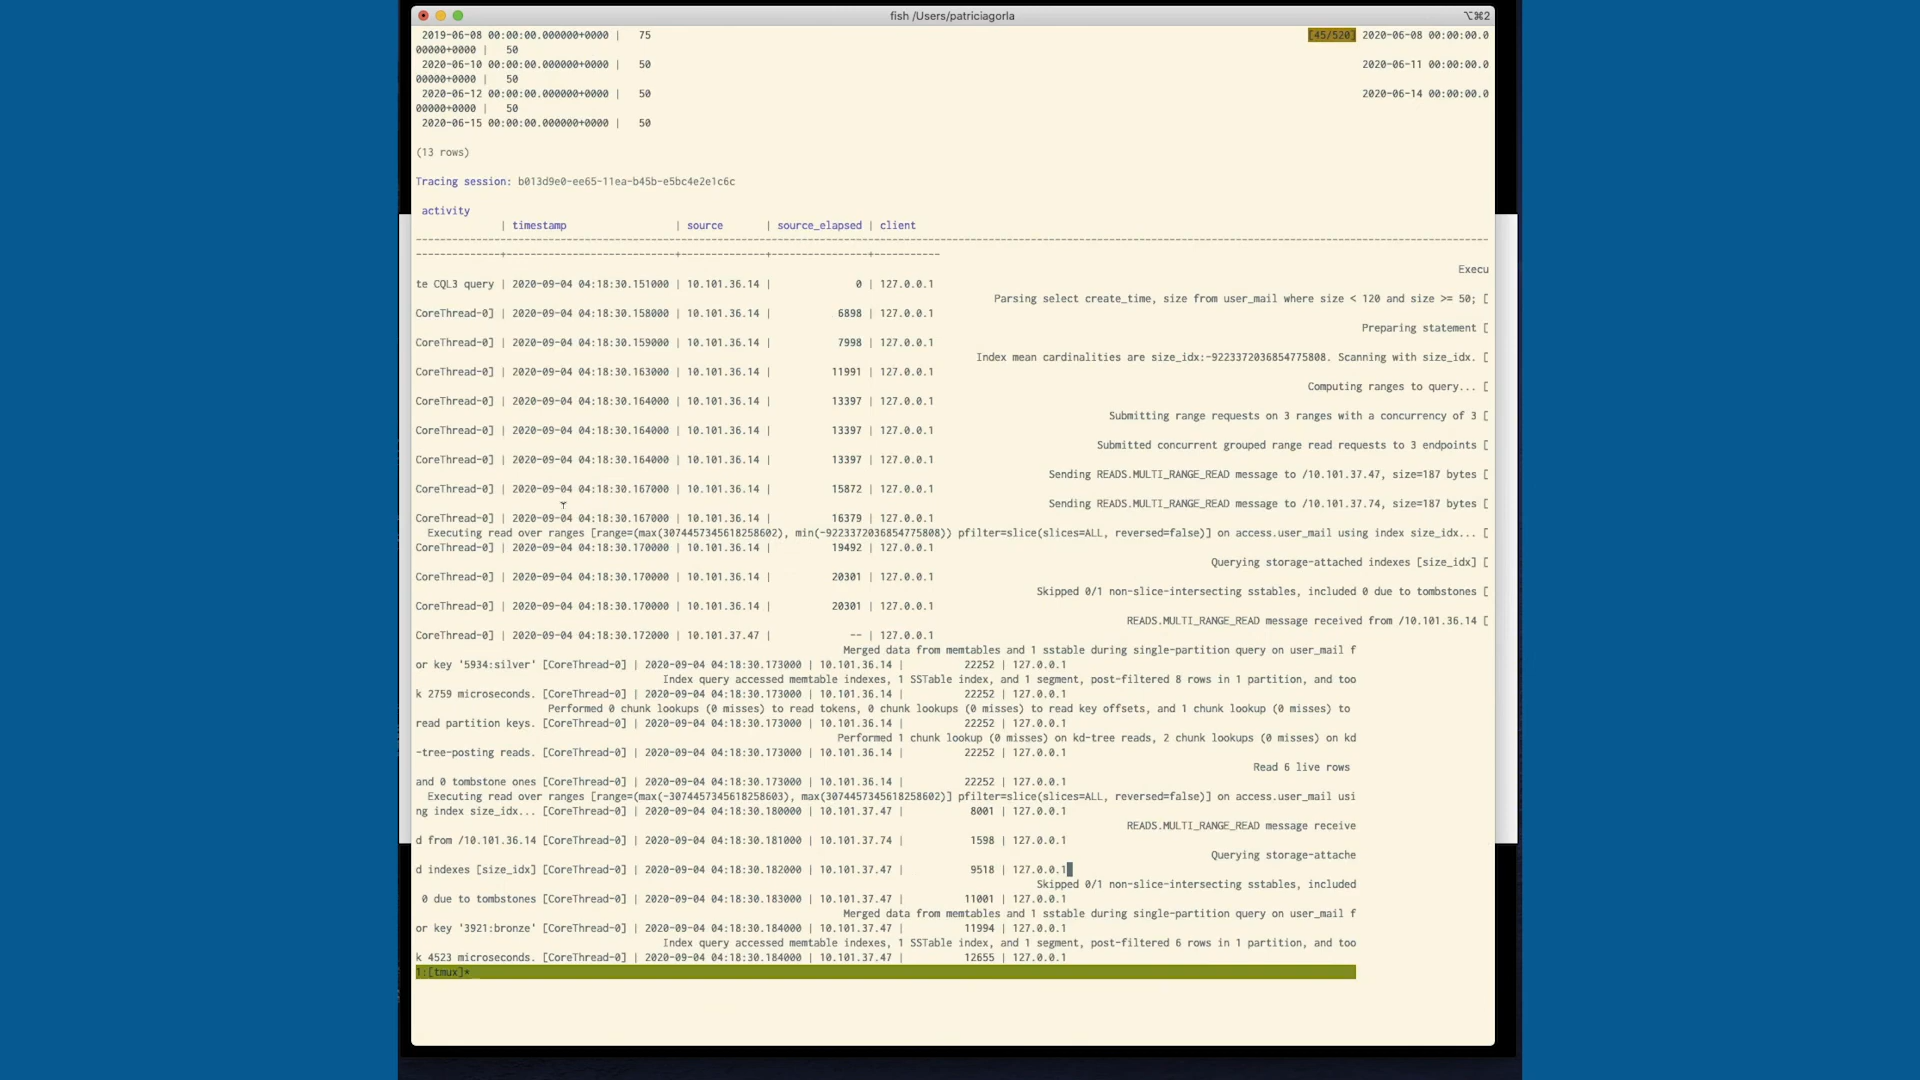 fish /Users/patriciagorla
⌥⌘2
2019-06-08 00:00:00.000000+0000 | 75 [45/520] 2020-06-08 00:00:00.0
00000+0000 | 50
2020-06-10 00:00:00.000000+0000 | 50 2020-06-11 00:00:00.0
00000+0000 | 50
2020-06-12 00:00:00.000000+0000 | 50 2020-06-14 00:00:00.0
00000+0000 | 50
2020-06-15 00:00:00.000000+0000 | 50
(13 rows)
Tracing session: b013d9e0-ee65-11ea-b45b-e5bc4e2e1c6c
activity
| timestamp | source | source_elapsed | client
Execu
te CQL3 query | 2020-09-04 04:18:30.151000 | 10.101.36.14 | 0 | 127.0.0.1
Parsing select create_time, size from user_mail where size < 120 and size >= 50; [
CoreThread-0] | 2020-09-04 04:18:30.158000 | 10.101.36.14 | 6898 | 127.0.0.1
Preparing statement [
CoreThread-0] | 2020-09-04 04:18:30.159000 | 10.101.36.14 | 7998 | 127.0.0.1
Index mean cardinalities are size_idx:-9223372036854775808. Scanning with size_idx. [
CoreThread-0] | 2020-09-04 04:18:30.163000 | 10.101.36.14 | 11991 | 127.0.0.1
Computing ranges to query... [
CoreThread-0] | 2020-09-04 04:18:30.164000 | 10.101.36.14 | 13397 | 127.0.0.1
Submitting range requests on 3 ranges with a concurrency of 3 [
CoreThread-0] | 2020-09-04 04:18:30.164000 | 10.101.36.14 | 13397 | 127.0.0.1
Submitted concurrent grouped range read requests to 3 endpoints [
CoreThread-0] | 2020-09-04 04:18:30.164000 | 10.101.36.14 | 13397 | 127.0.0.1
Sending READS.MULTI_RANGE_READ message to /10.101.37.47, size=187 bytes [
CoreThread-0] | 2020-09-04 04:18:30.167000 | 10.101.36.14 | 15872 | 127.0.0.1
Sending READS.MULTI_RANGE_READ message to /10.101.37.74, size=187 bytes [
CoreThread-0] | 2020-09-04 04:18:30.167000 | 10.101.36.14 | 16379 | 127.0.0.1
Executing read over ranges [range=(max(3074457345618258602), min(-9223372036854775808)) pfilter=slice(slices=ALL, reversed=false)] on access.user_mail using index size_idx... [
CoreThread-0] | 2020-09-04 04:18:30.170000 | 10.101.36.14 | 19492 | 127.0.0.1
Querying storage-attached indexes [size_idx] [
CoreThread-0] | 2020-09-04 04:18:30.170000 | 10.101.36.14 | 20301 | 127.0.0.1
Skipped 0/1 non-slice-intersecting sstables, included 0 due to tombstones [
CoreThread-0] | 2020-09-04 04:18:30.170000 | 10.101.36.14 | 20301 | 127.0.0.1
READS.MULTI_RANGE_READ message received from /10.101.36.14 [
CoreThread-0] | 2020-09-04 04:18:30.172000 | 10.101.37.47 | -- | 127.0.0.1
Merged data from memtables and 1 sstable during single-partition query on user_mail f
or key '5934:silver' [CoreThread-0] | 2020-09-04 04:18:30.173000 | 10.101.36.14 | 22252 | 127.0.0.1
Index query accessed memtable indexes, 1 SSTable index, and 1 segment, post-filtered 8 rows in 1 partition, and too
k 2759 microseconds. [CoreThread-0] | 2020-09-04 04:18:30.173000 | 10.101.36.14 | 22252 | 127.0.0.1
Performed 0 chunk lookups (0 misses) to read tokens, 0 chunk lookups (0 misses) to read key offsets, and 1 chunk lookup (0 misses) to
read partition keys. [CoreThread-0] | 2020-09-04 04:18:30.173000 | 10.101.36.14 | 22252 | 127.0.0.1
Performed 1 chunk lookup (0 misses) on kd-tree reads, 2 chunk lookups (0 misses) on kd
-tree-posting reads. [CoreThread-0] | 2020-09-04 04:18:30.173000 | 10.101.36.14 | 22252 | 127.0.0.1
Read 6 live rows
and 0 tombstone ones [CoreThread-0] | 2020-09-04 04:18:30.173000 | 10.101.36.14 | 22252 | 127.0.0.1
Executing read over ranges [range=(max(-3074457345618258603), max(3074457345618258602)] pfilter=slice(slices=ALL, reversed=false)] on access.user_mail usi
ng index size_idx... [CoreThread-0] | 2020-09-04 04:18:30.180000 | 10.101.37.47 | 8001 | 127.0.0.1
READS.MULTI_RANGE_READ message receive
d from /10.101.36.14 [CoreThread-0] | 2020-09-04 04:18:30.181000 | 10.101.37.74 | 1598 | 127.0.0.1
Querying storage-attache
d indexes [size_idx] [CoreThread-0] | 2020-09-04 04:18:30.182000 | 10.101.37.47 | 9518 | 127.0.0.1
Skipped 0/1 non-slice-intersecting sstables, included
0 due to tombstones [CoreThread-0] | 2020-09-04 04:18:30.183000 | 10.101.37.47 | 11001 | 127.0.0.1
Merged data from memtables and 1 sstable during single-partition query on user_mail f
or key '3921:bronze' [CoreThread-0] | 2020-09-04 04:18:30.184000 | 10.101.37.47 | 11994 | 127.0.0.1
Index query accessed memtable indexes, 1 SSTable index, and 1 segment, post-filtered 6 rows in 1 partition, and too
k 4523 microseconds. [CoreThread-0] | 2020-09-04 04:18:30.184000 | 10.101.37.47 | 12655 | 127.0.0.1
1:[tmux]*